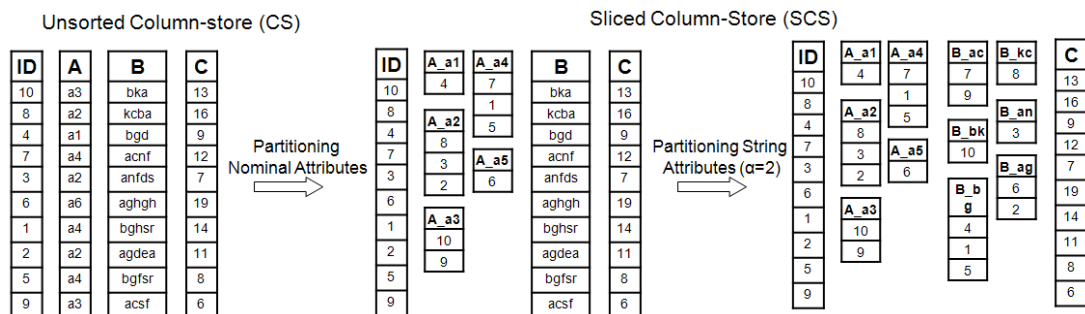 Unsorted Column-store (CS)
ID A B C
10 a3 bka 13
8 a2 kcba 16
4 a1 bgd 9
7 a4 acnf 12
3 a2 anfds 7
6 a6 aghgh 19
1 a4 bghsr 14
2 a2 agdea 11
5 a4 bgfsr 8
9 a3 acsf 6
Partitioning
Nominal Attributes
ID
10
8
4
7
3
6
1
2
5
9
A_a1
4
A_a2
8
3
2
A_a3
10
9
A_a4
7
1
5
A_a5
6
B C
bka 13
kcba 16
bgd 9
acnf 12
anfds 7
aghgh 19
bghsr 14
agdea 11
bgfsr 8
acsf 6
Partitioning String
Attributes (α=2)
Sliced Column-Store (SCS)
ID
10
8
4
7
3
6
1
2
5
9
A_a1
4
A_a2
8
3
2
A_a3
10
9
A_a4
7
1
5
A_a5
6
B_ac
7
9
B_bk
10
B_b
g
4
1
5
B_kc
8
B_an
3
B_ag
6
2
C
13
16
9
12
7
19
14
11
8
6